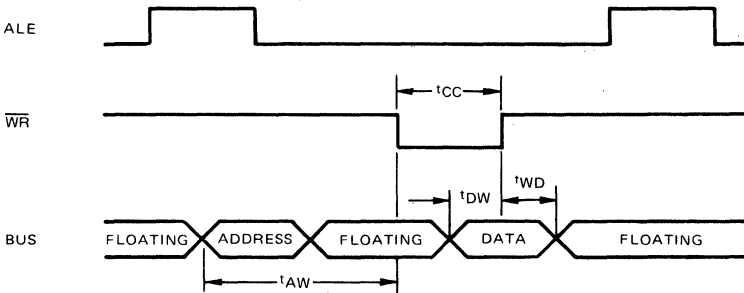 ALE
tCC
WR
tDW
tWD
BUS
FLOATING ADDRESS FLOATING DATA FLOATING
tAW